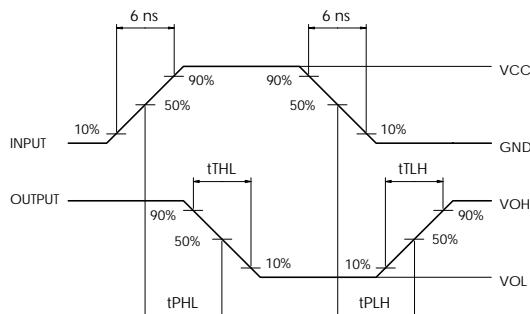 6 ns 6 ns
VCC
90% 90%
50% 50%
10% 10%
INPUT GND
tTHL tTLH
OUTPUT VOH
90% 90%
50% 50%
10% 10%
VOL
tPHL tPLH